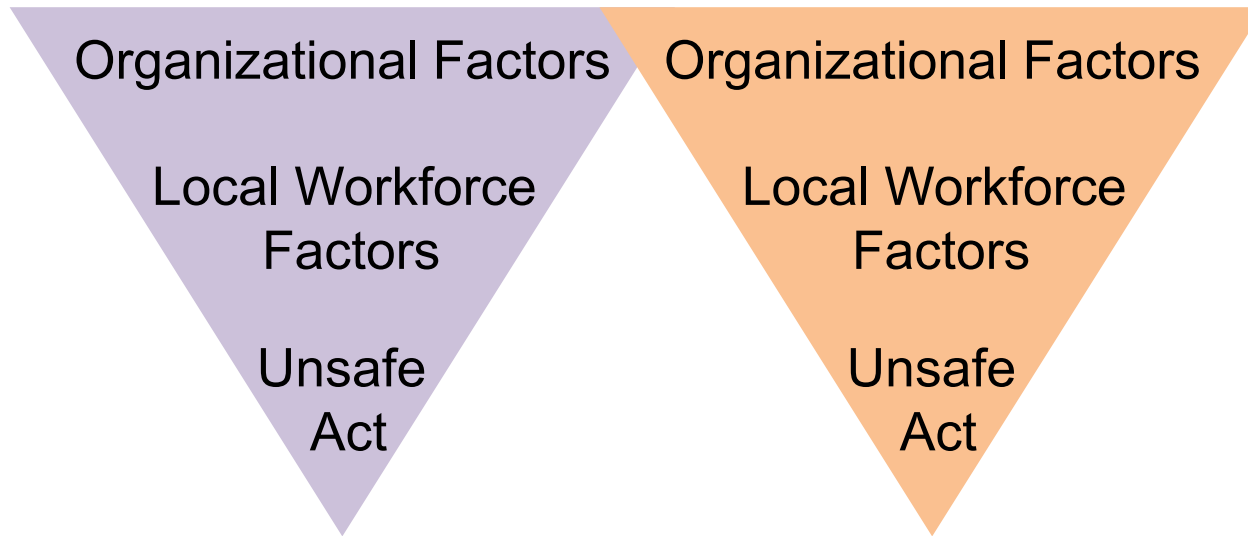 Organizational Factors
Local Workforce
Factors
Unsafe
Act
Organizational Factors
Local Workforce
Factors
Unsafe
Act